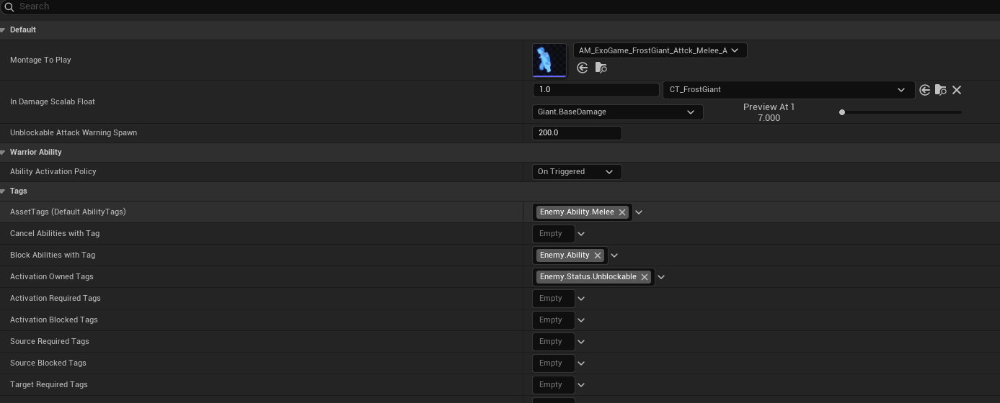 Search
Default
Montage To Play
AM_ExoGame_FrostGiant_Attck_Melee_A
In Damage Scalab Float
1.0
CT_FrostGiant
Giant.BaseDamage
Preview At 1
7.000
Unblockable Attack Warning Spawn
200.0
Warrior Ability
Ability Activation Policy
On Triggered
Tags
AssetTags (Default AbilityTags)
Enemy.Ability.Melee
Cancel Abilities with Tag
Empty
Block Abilities with Tag
Enemy.Ability
Activation Owned Tags
Enemy.Status.Unblockable
Activation Required Tags
Empty
Activation Blocked Tags
Empty
Source Required Tags
Empty
Source Blocked Tags
Empty
Target Required Tags
Empty